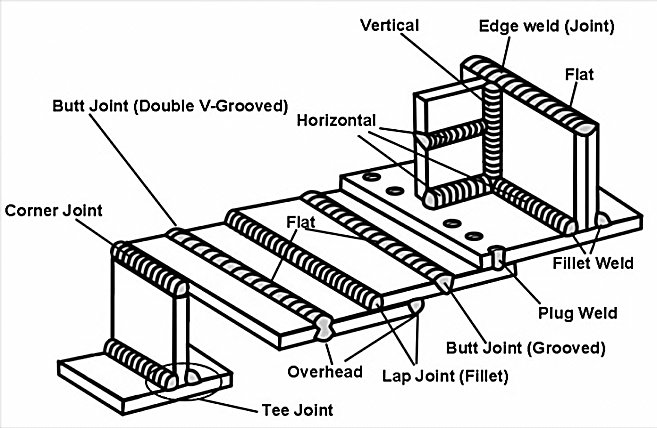 Vertical
Edge weld (Joint)
Flat
Butt Joint (Double V-Grooved)
Horizontal
Corner Joint
Flat
Fillet Weld
Plug Weld
Butt Joint (Grooved)
Overhead
Lap Joint (Fillet)
Tee Joint